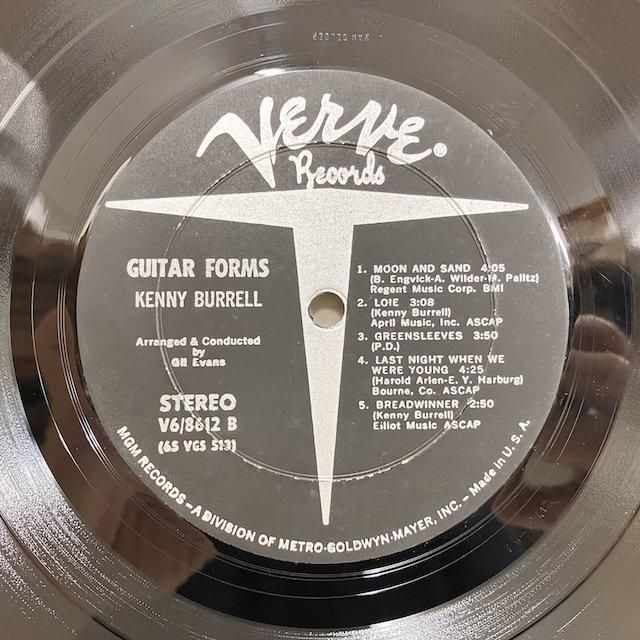 VAN GELDER
Verve®
Records
GUITAR FORMS
KENNY BURRELL
Arranged & Conducted
by
Gil Evans
STEREO
V6/8612 B
(65 VGS 513)
1. MOON AND SAND 4:05
(B. Engvick-A. Wilder-M. Palitz)
Regent Music Corp. BMI
2. LOIE 3:08
(Kenny Burrell)
April Music, Inc. ASCAP
3. GREENSLEEVES 3:50
(P.D.)
4. LAST NIGHT WHEN WE
WERE YOUNG 4:25
(Harold Arlen-E. Y. Harburg)
Bourne, Co. ASCAP
5. BREADWINNER 2:50
(Kenny Burrell)
Elliot Music ASCAP
MGM RECORDS – A DIVISION OF METRO-GOLDWYN-MAYER, INC. – Made in U.S.A.